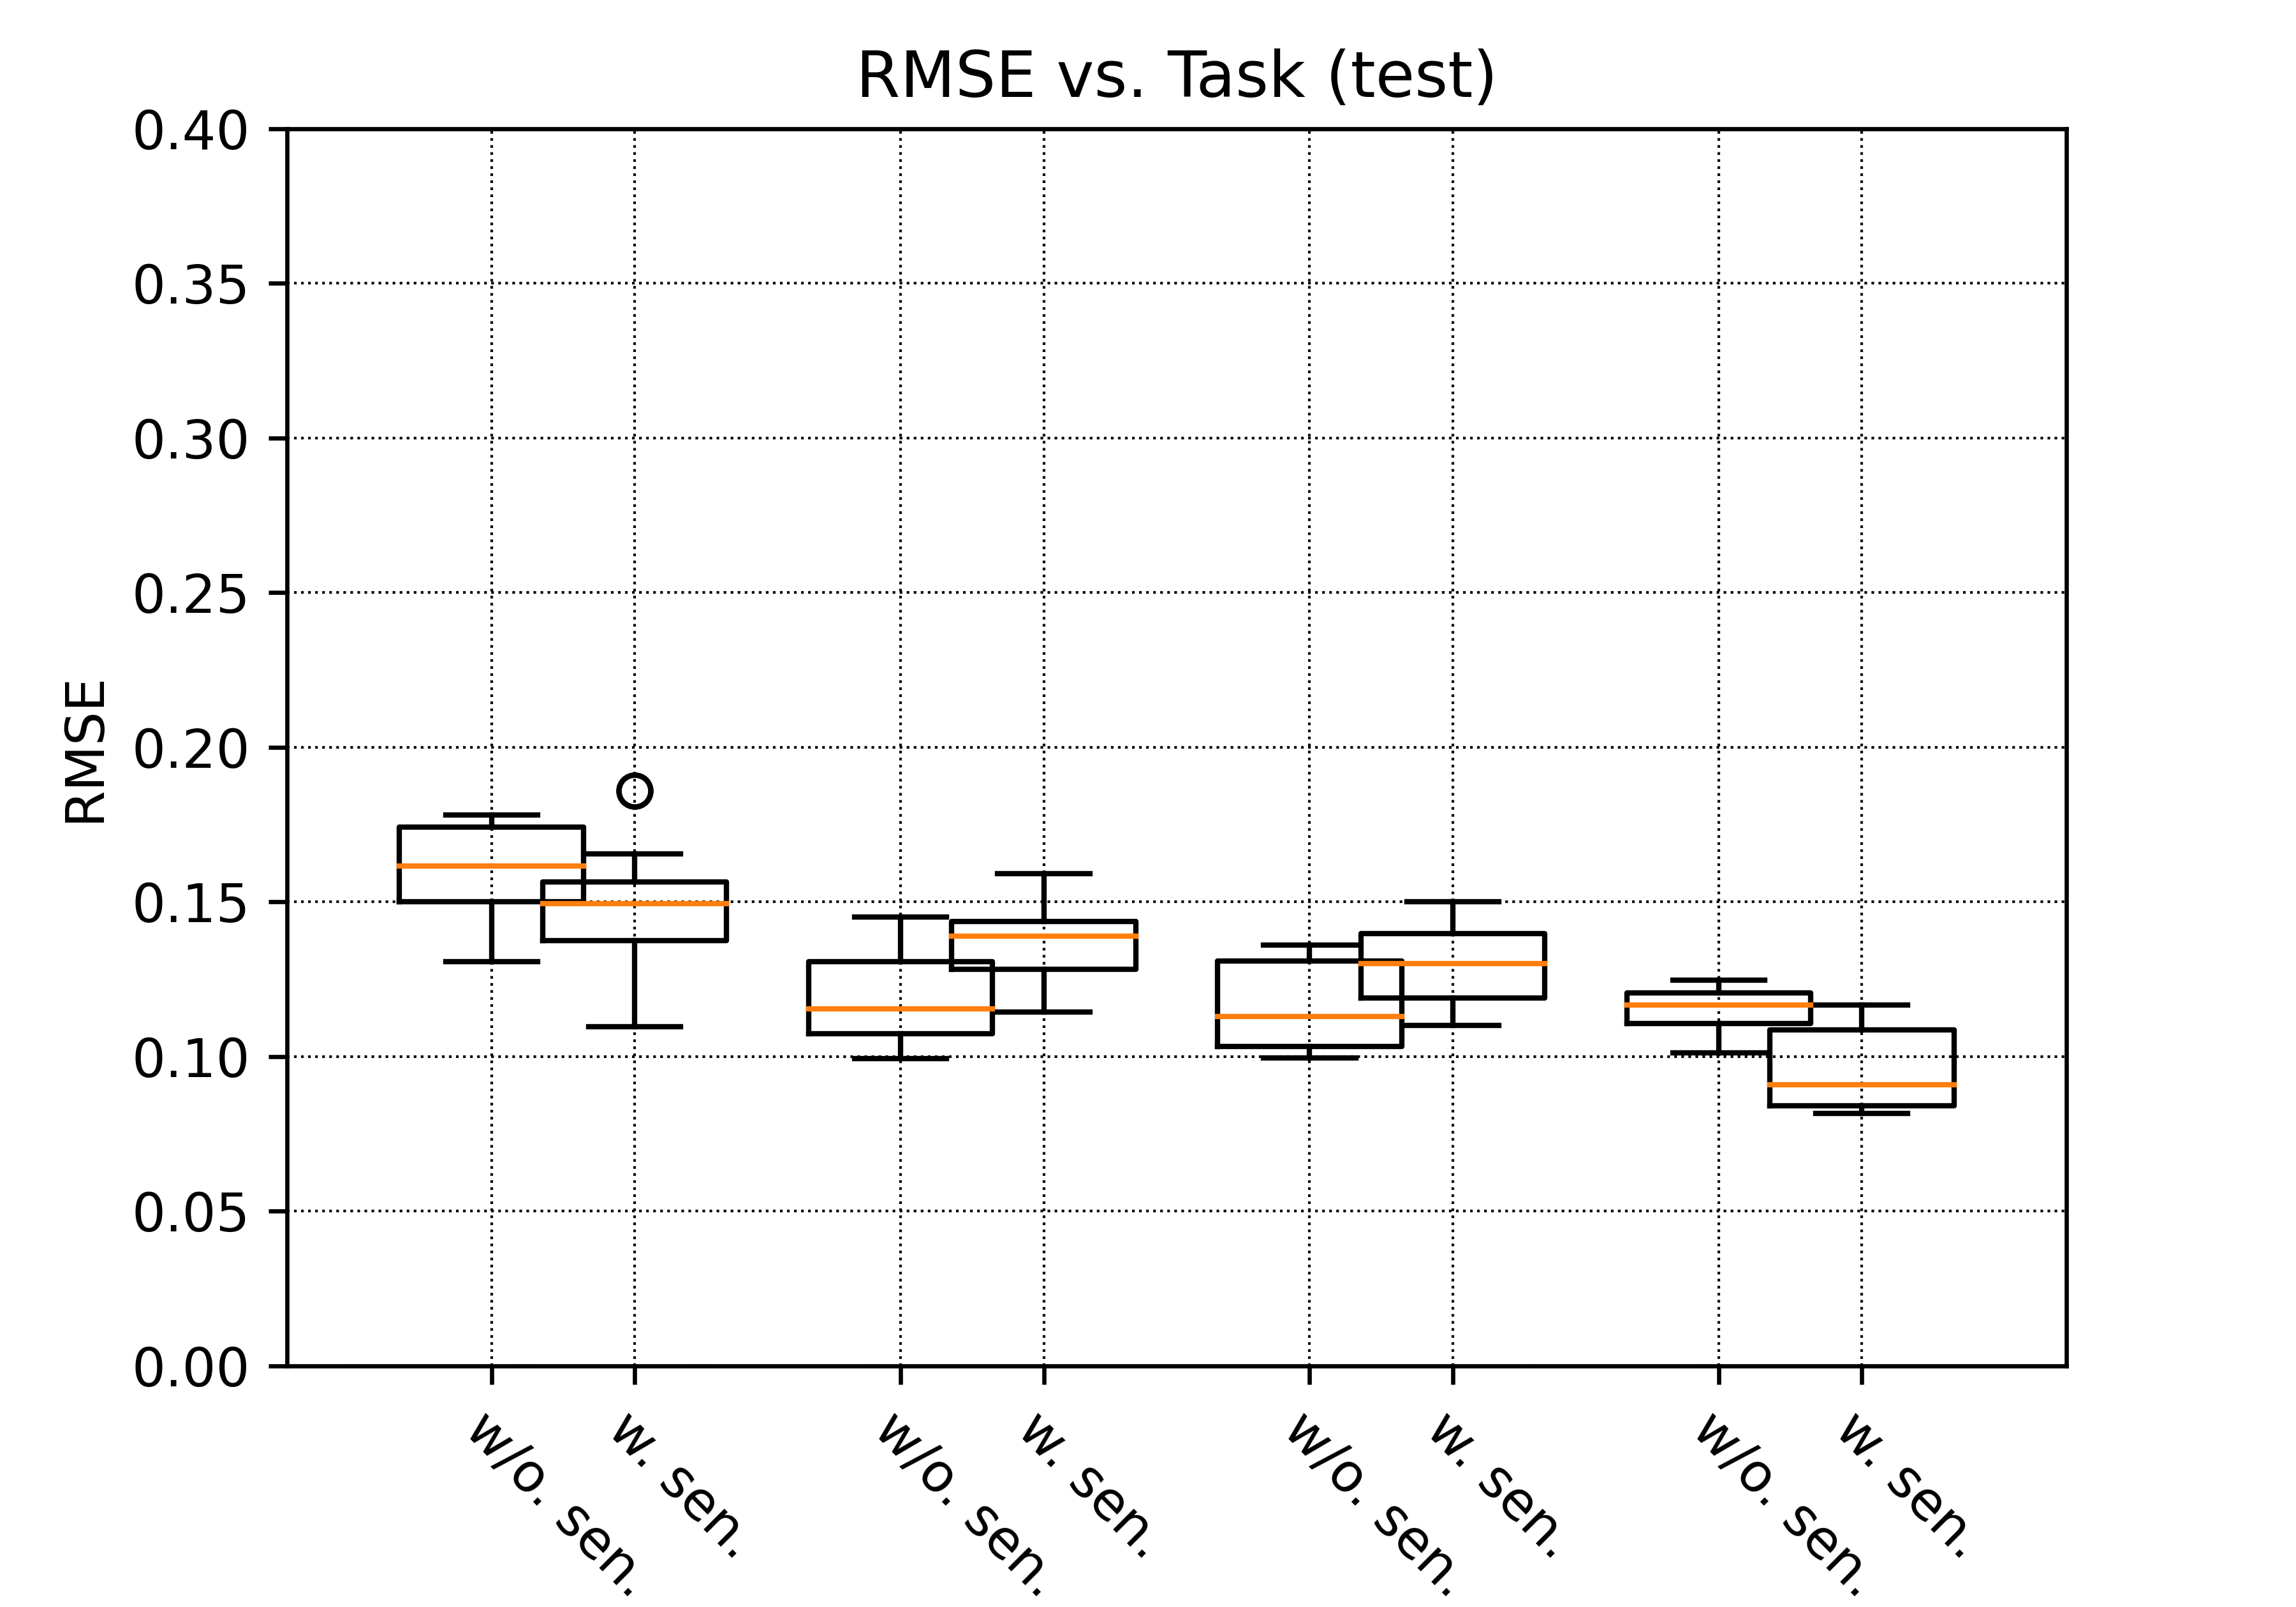 RMSE vs. Task (test)
0.40
0.35
0.30
0.25
0.20
0.15
0.10
0.05
0.00
RMSE
w/o. sen.
w. sen.
w/o. sen.
w. sen.
w/o. sen.
w. sen.
w/o. sen.
w. sen.